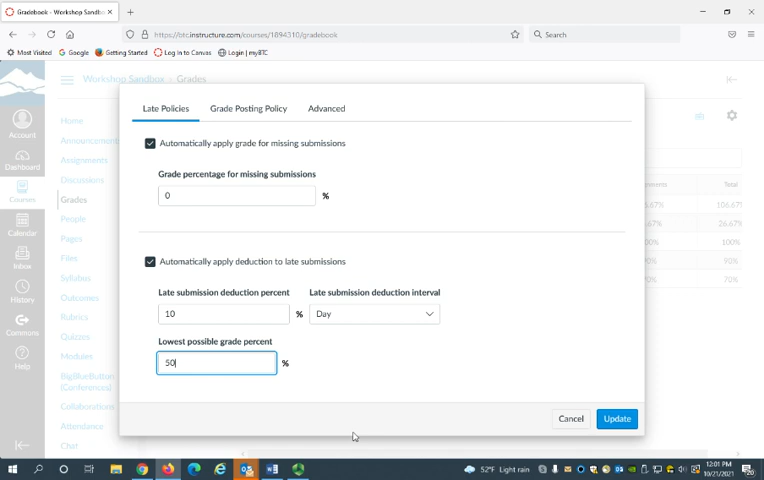 Gradebook - Workshop Sandbox
https://btc.instructure.com/courses/1894310/gradebook
Search
Most Visited Google Getting Started Log In to Canvas Login | myBTC
Workshop Sandbox > Grades
Late Policies Grade Posting Policy Advanced
Account
Dashboard
Courses
Calendar
Inbox
History
Commons
Help
Home
Announcements
Assignments
Discussions
Grades
People
Pages
Files
Syllabus
Outcomes
Rubrics
Quizzes
Modules
BigBlueButton
(Conferences)
Collaborations
Attendance
Chat
Automatically apply grade for missing submissions
Grade percentage for missing submissions
0 %
Automatically apply deduction to late submissions
Late submission deduction percent Late submission deduction interval
10 % Day
Lowest possible grade percent
50 %
Cancel Update
Total
106.67%
26.67%
100%
90%
70%
52°F Light rain
12:01 PM
10/21/2021